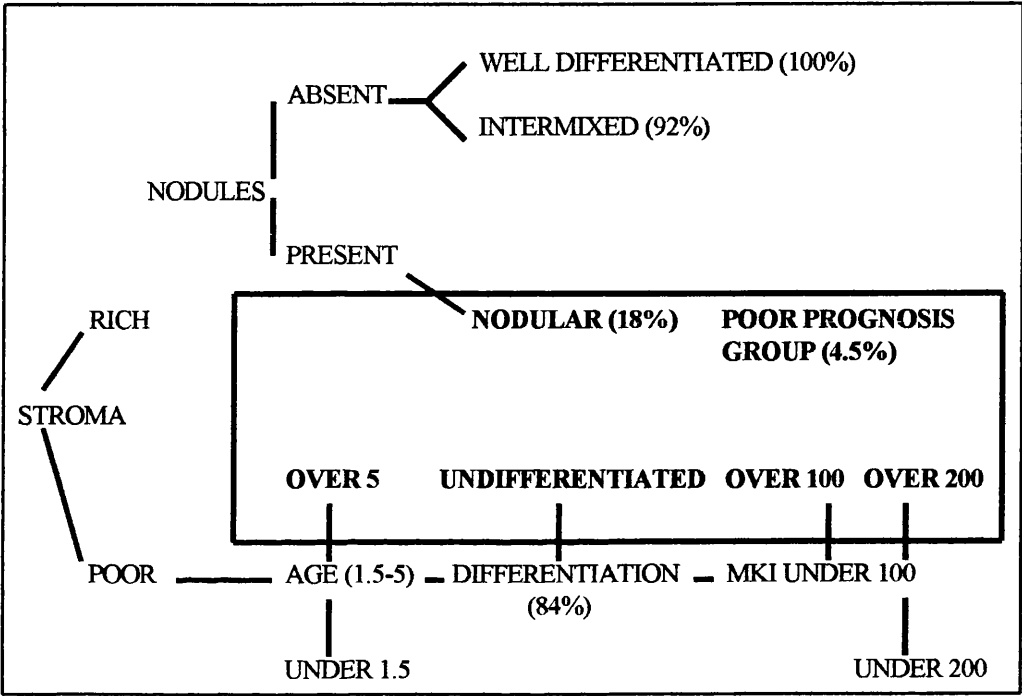 WELL DIFFERENTIATED (100%)
ABSENT
INTERMIXED (92%)
NODULES
PRESENT
RICH
NODULAR (18%)
POOR PROGNOSIS
GROUP (4.5%)
STROMA
OVER 5
UNDIFFERENTIATED
OVER 100
OVER 200
POOR
AGE (1.5-5)
DIFFERENTIATION
(84%)
MKI UNDER 100
UNDER 1.5
UNDER 200